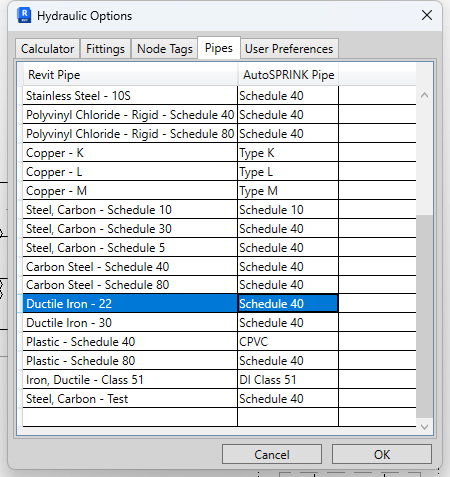 Hydraulic Options
Calculator Fittings Node Tags Pipes User Preferences
Revit Pipe AutoSPRINK Pipe
Stainless Steel - 10S Schedule 40
Polyvinyl Chloride - Rigid - Schedule 40 Schedule 40
Polyvinyl Chloride - Rigid - Schedule 80 Schedule 40
Copper - K Type K
Copper - L Type L
Copper - M Type M
Steel, Carbon - Schedule 10 Schedule 10
Steel, Carbon - Schedule 30 Schedule 40
Steel, Carbon - Schedule 5 Schedule 40
Carbon Steel - Schedule 40 Schedule 40
Carbon Steel - Schedule 80 Schedule 40
Ductile Iron - 22 Schedule 40
Ductile Iron - 30 Schedule 40
Plastic - Schedule 40 CPVC
Plastic - Schedule 80 Schedule 40
Iron, Ductile - Class 51 DI Class 51
Steel, Carbon - Test Schedule 40
Cancel OK